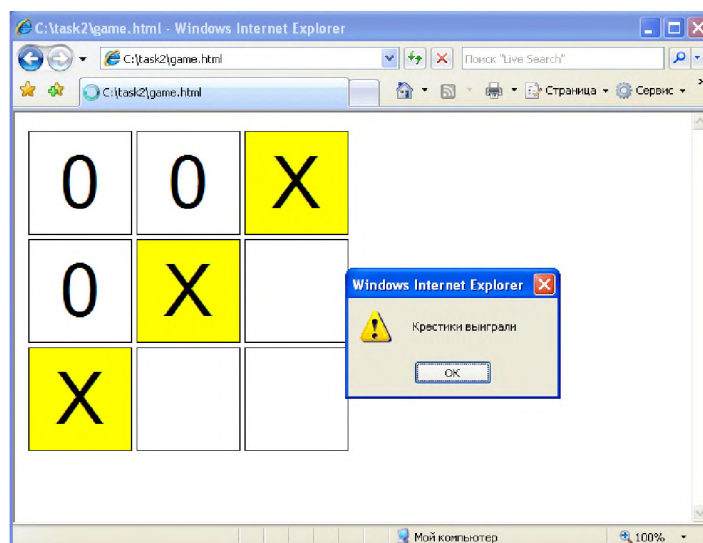 C:\task2\game.html - Windows Internet Explorer
C:\task2\game.html
Поиск "Live Search"
C:\task2\game.html
Страница
Сервис
0 0 X
0 X
X
Windows Internet Explorer
Крестики выиграли
OK
Мой компьютер
100%